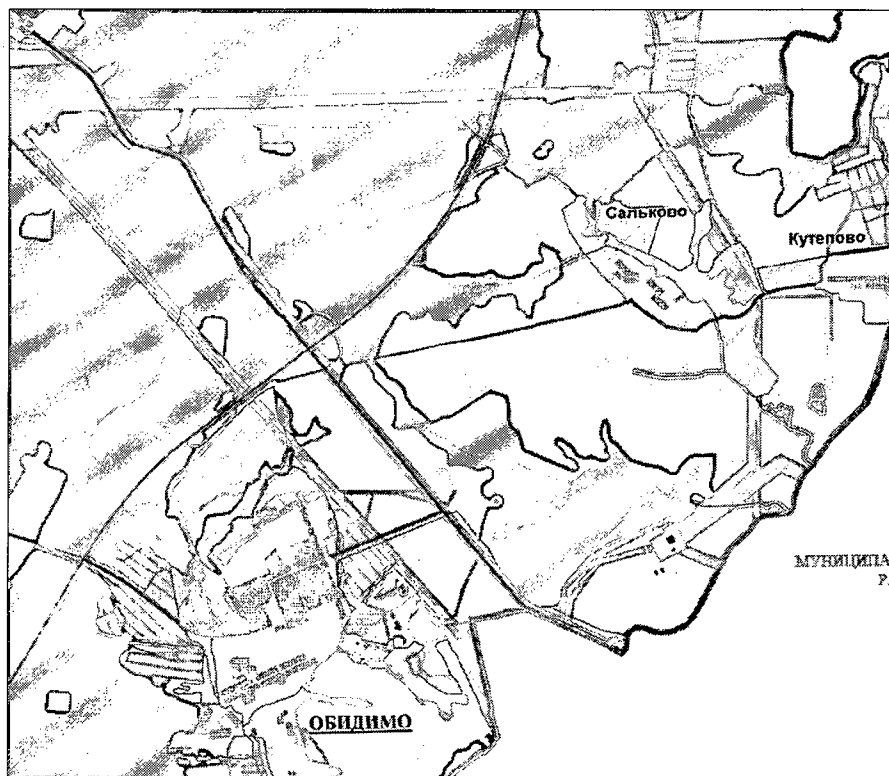 Сальково
Кутепово
МУНИЦИПА
Р.
ОБИДИМО